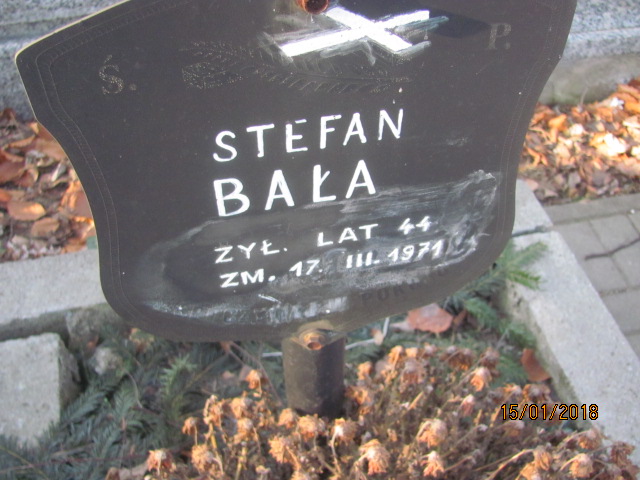 Ś. P.
STEFAN
BAŁA
ŻYŁ. LAT 44
ZM. 17. III. 1971
15/01/2018